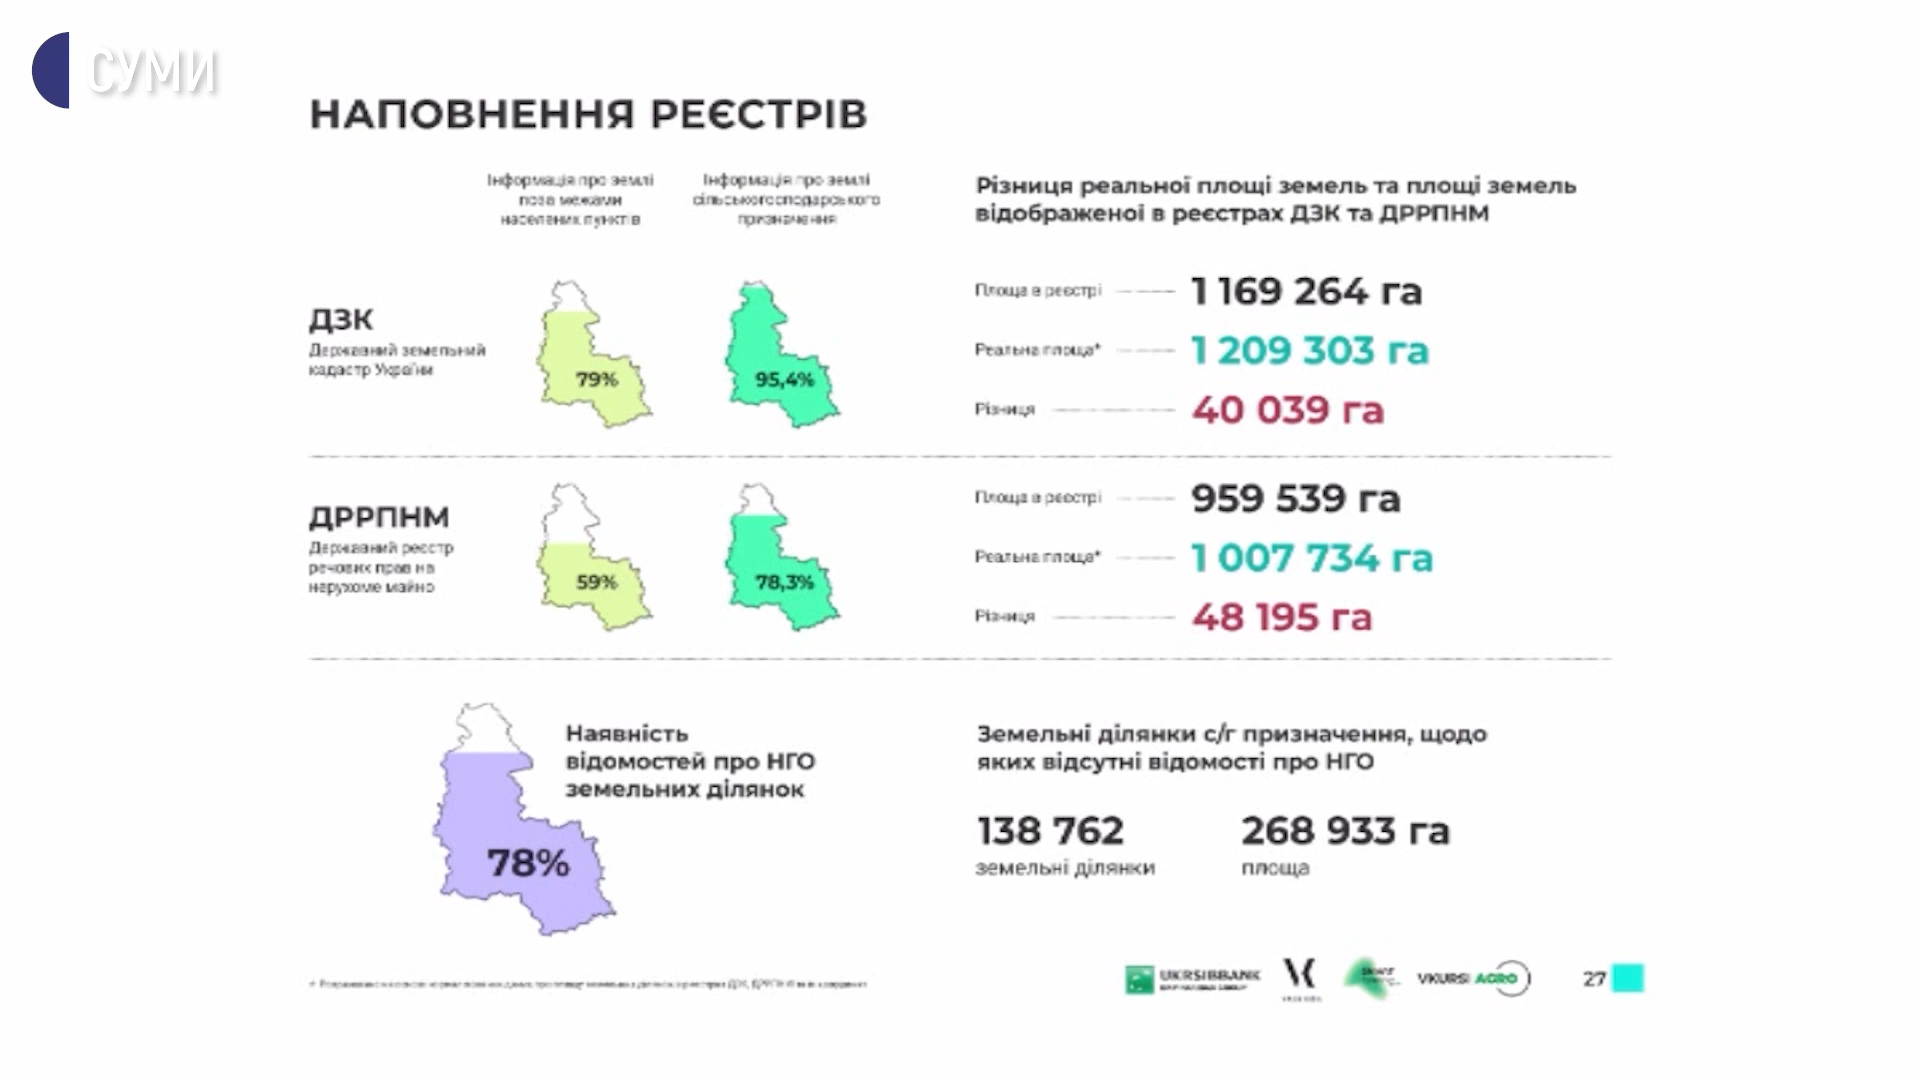 СУМИ
НАПОВНЕННЯ РЕЄСТРІВ
Інформація про землі
поза межами
населених пунктів
Інформація про землі
сільськогосподарського
призначення
Різниця реальної площі земель та площі земель
відображеної в реєстрах ДЗК та ДРРПНМ
ДЗК
Державний земельний
кадастр України
79%
95,4%
Площа в реєстрі
1 169 264 га
Реальна площа*
1 209 303 га
Різниця
40 039 га
ДРРПНМ
Державний реєстр
речових прав на
нерухоме майно
59%
78,3%
Площа в реєстрі
959 539 га
Реальна площа*
1 007 734 га
Різниця
48 195 га
Наявність
відомостей про НГО
земельних ділянок
78%
Земельні ділянки с/г призначення, щодо
яких відсутні відомості про НГО
138 762
земельні ділянки
268 933 га
площа
UKRSIBBANK
VKURSI AGRO
27